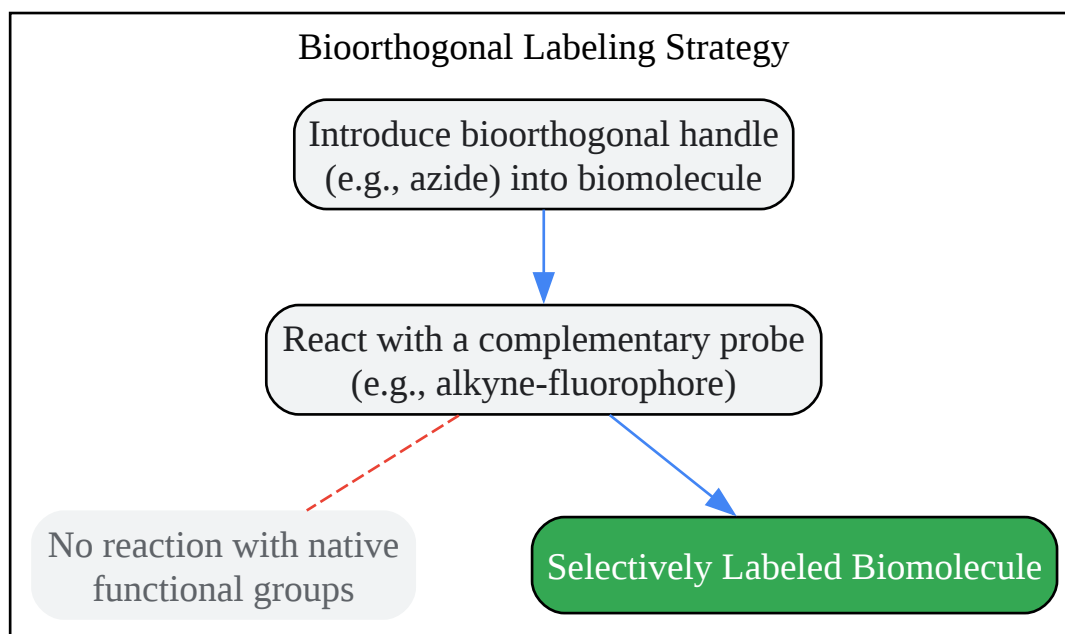 Bioorthogonal Labeling Strategy
Introduce bioorthogonal handle
(e.g., azide) into biomolecule
React with a complementary probe
(e.g., alkyne-fluorophore)
No reaction with native
functional groups
Selectively Labeled Biomolecule